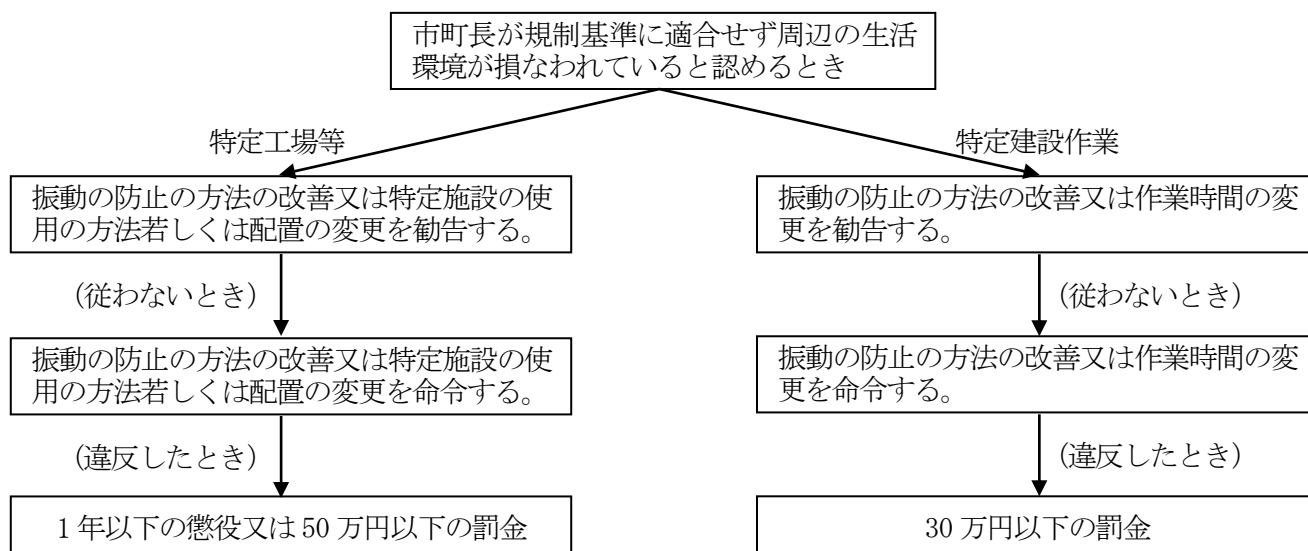 市町長が規制基準に適合せず周辺の生活
環境が損なわれていると認めるとき
特定工場等
特定建設作業
振動の防止の方法の改善又は特定施設の使
用の方法若しくは配置の変更を勧告する。
振動の防止の方法の改善又は作業時間の変
更を勧告する。
(従わないとき)
(従わないとき)
振動の防止の方法の改善又は特定施設の使
用の方法若しくは配置の変更を命令する。
振動の防止の方法の改善又は作業時間の変
更を命令する。
(違反したとき)
(違反したとき)
1年以下の懲役又は50万円以下の罰金
30万円以下の罰金